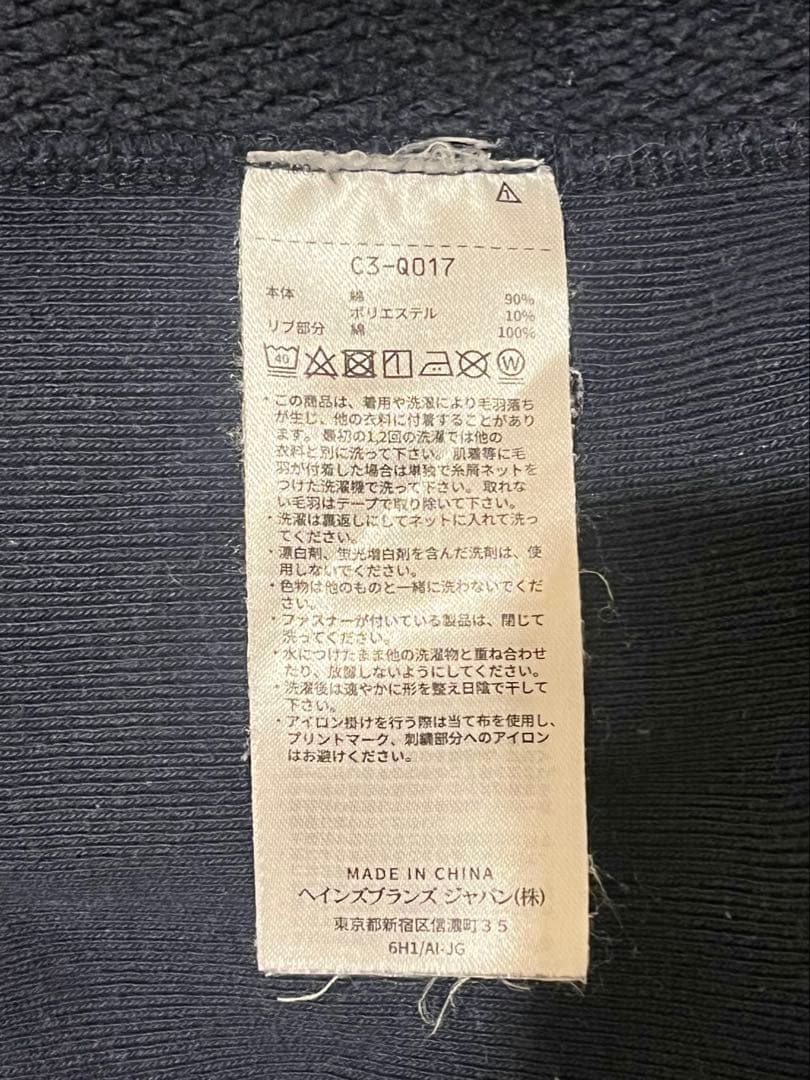 C3-Q017
本体 綿 90%
ポリエステル 10%
リブ部分 綿 100%
40 W
・この商品は、着用や洗濯により毛羽落ち
が生じ、他の衣料に付着することがあり
ます。最初の1,2回の洗濯では他の
衣料と別に洗って下さい。肌着等に毛
羽が付着した場合は単独で糸屑ネットを
つけた洗濯機で洗って下さい。取れな
い毛羽はテープで取り除いて下さい。
・洗濯は裏返しにしてネットに入れて洗っ
てください。
・漂白剤、蛍光増白剤を含んだ洗剤は、使
用しないでください。
・色物は他のものと一緒に洗わないでくだ
さい。
・ファスナーが付いている製品は、閉じて
洗ってください。
・水につけたまま他の洗濯物と重ね合わせ
たり、放置しないようにしてください。
・洗濯後は速やかに形を整え日陰で干して
下さい。
・アイロン掛けを行う際は当て布を使用し、
プリントマーク、刺繍部分へのアイロン
はお避けください。
MADE IN CHINA
ヘインズブランズ ジャパン(株)
東京都新宿区信濃町35
6H1/AI-JG